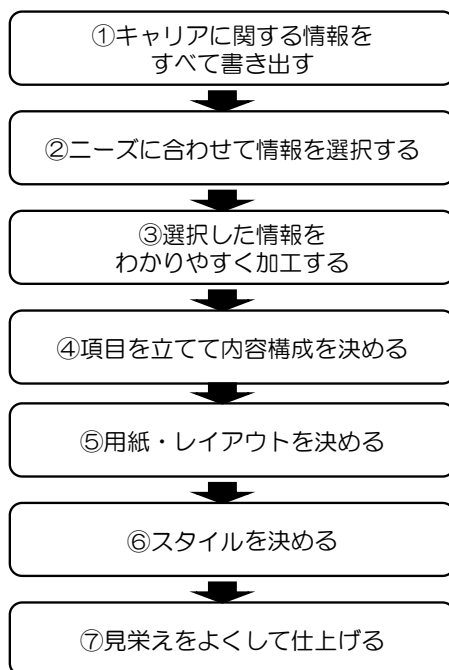 ①キャリアに関する情報を
すべて書き出す
②ニーズに合わせて情報を選択する
③選択した情報を
わかりやすく加工する
④項目を立てて内容構成を決める
⑤用紙・レイアウトを決める
⑥スタイルを決める
⑦見栄えをよくして仕上げる